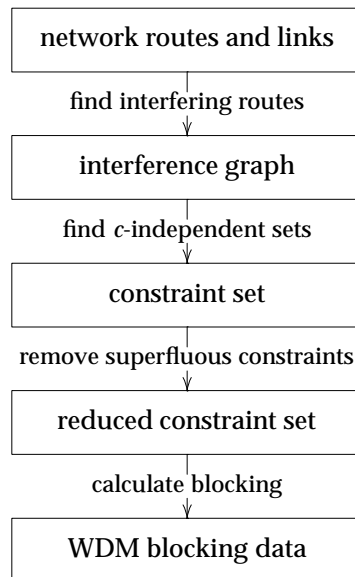 network routes and links
find interfering routes
interference graph
find c-independent sets
constraint set
remove superfluous constraints
reduced constraint set
calculate blocking
WDM blocking data